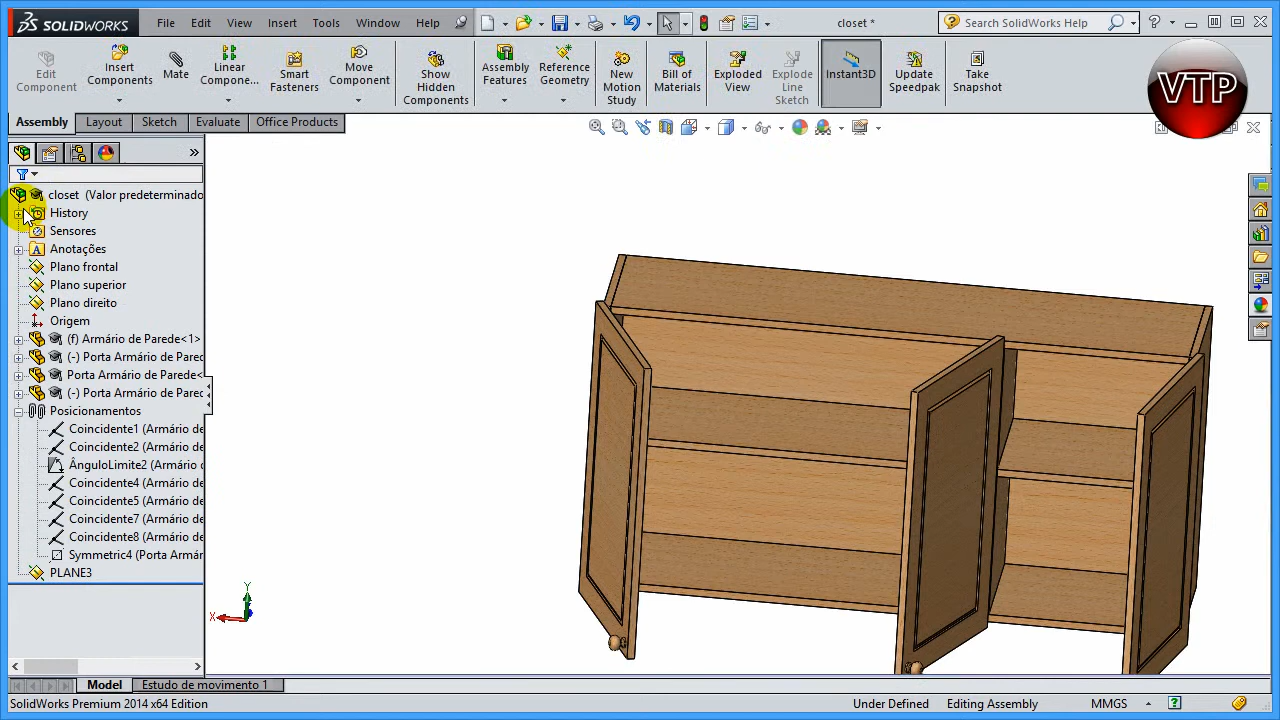 SOLIDWORKS File Edit View Insert Tools Window Help closet * Search SolidWorks Help ?
Edit Component
Insert Components
Mate
Linear Compone...
Smart Fasteners
Move Component
Show Hidden Components
Assembly Features
Reference Geometry
New Motion Study
Bill of Materials
Exploded View
Explode Line Sketch
Instant3D
Update Speedpak
Take Snapshot
VTP
Assembly Layout Sketch Evaluate Office Products
»
closet (Valor predeterminado
History
Sensores
A Anotações
Plano frontal
Plano superior
Plano direito
Origem
(f) Armário de Parede<1>
(-) Porta Armário de Pared
Porta Armário de Parede<
(-) Porta Armário de Pared
Posicionamentos
Coincidente1 (Armário de
Coincidente2 (Armário de
ÂnguloLimite2 (Armário d
Coincidente4 (Armário de
Coincidente5 (Armário de
Coincidente7 (Armário de
Coincidente8 (Armário de
Symmetric4 (Porta Armár
PLANE3
Y
X
Model Estudo de movimento 1
SolidWorks Premium 2014 x64 Edition Under Defined Editing Assembly MMGS ?